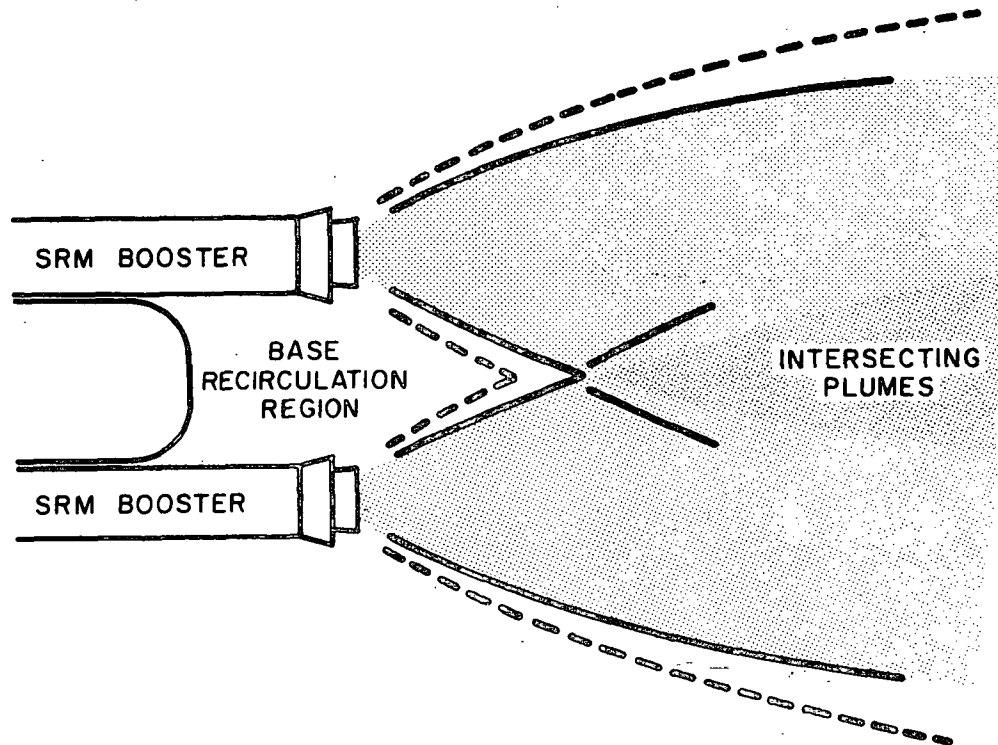 SRM BOOSTER
BASE
RECIRCULATION
REGION
INTERSECTING
PLUMES
SRM BOOSTER